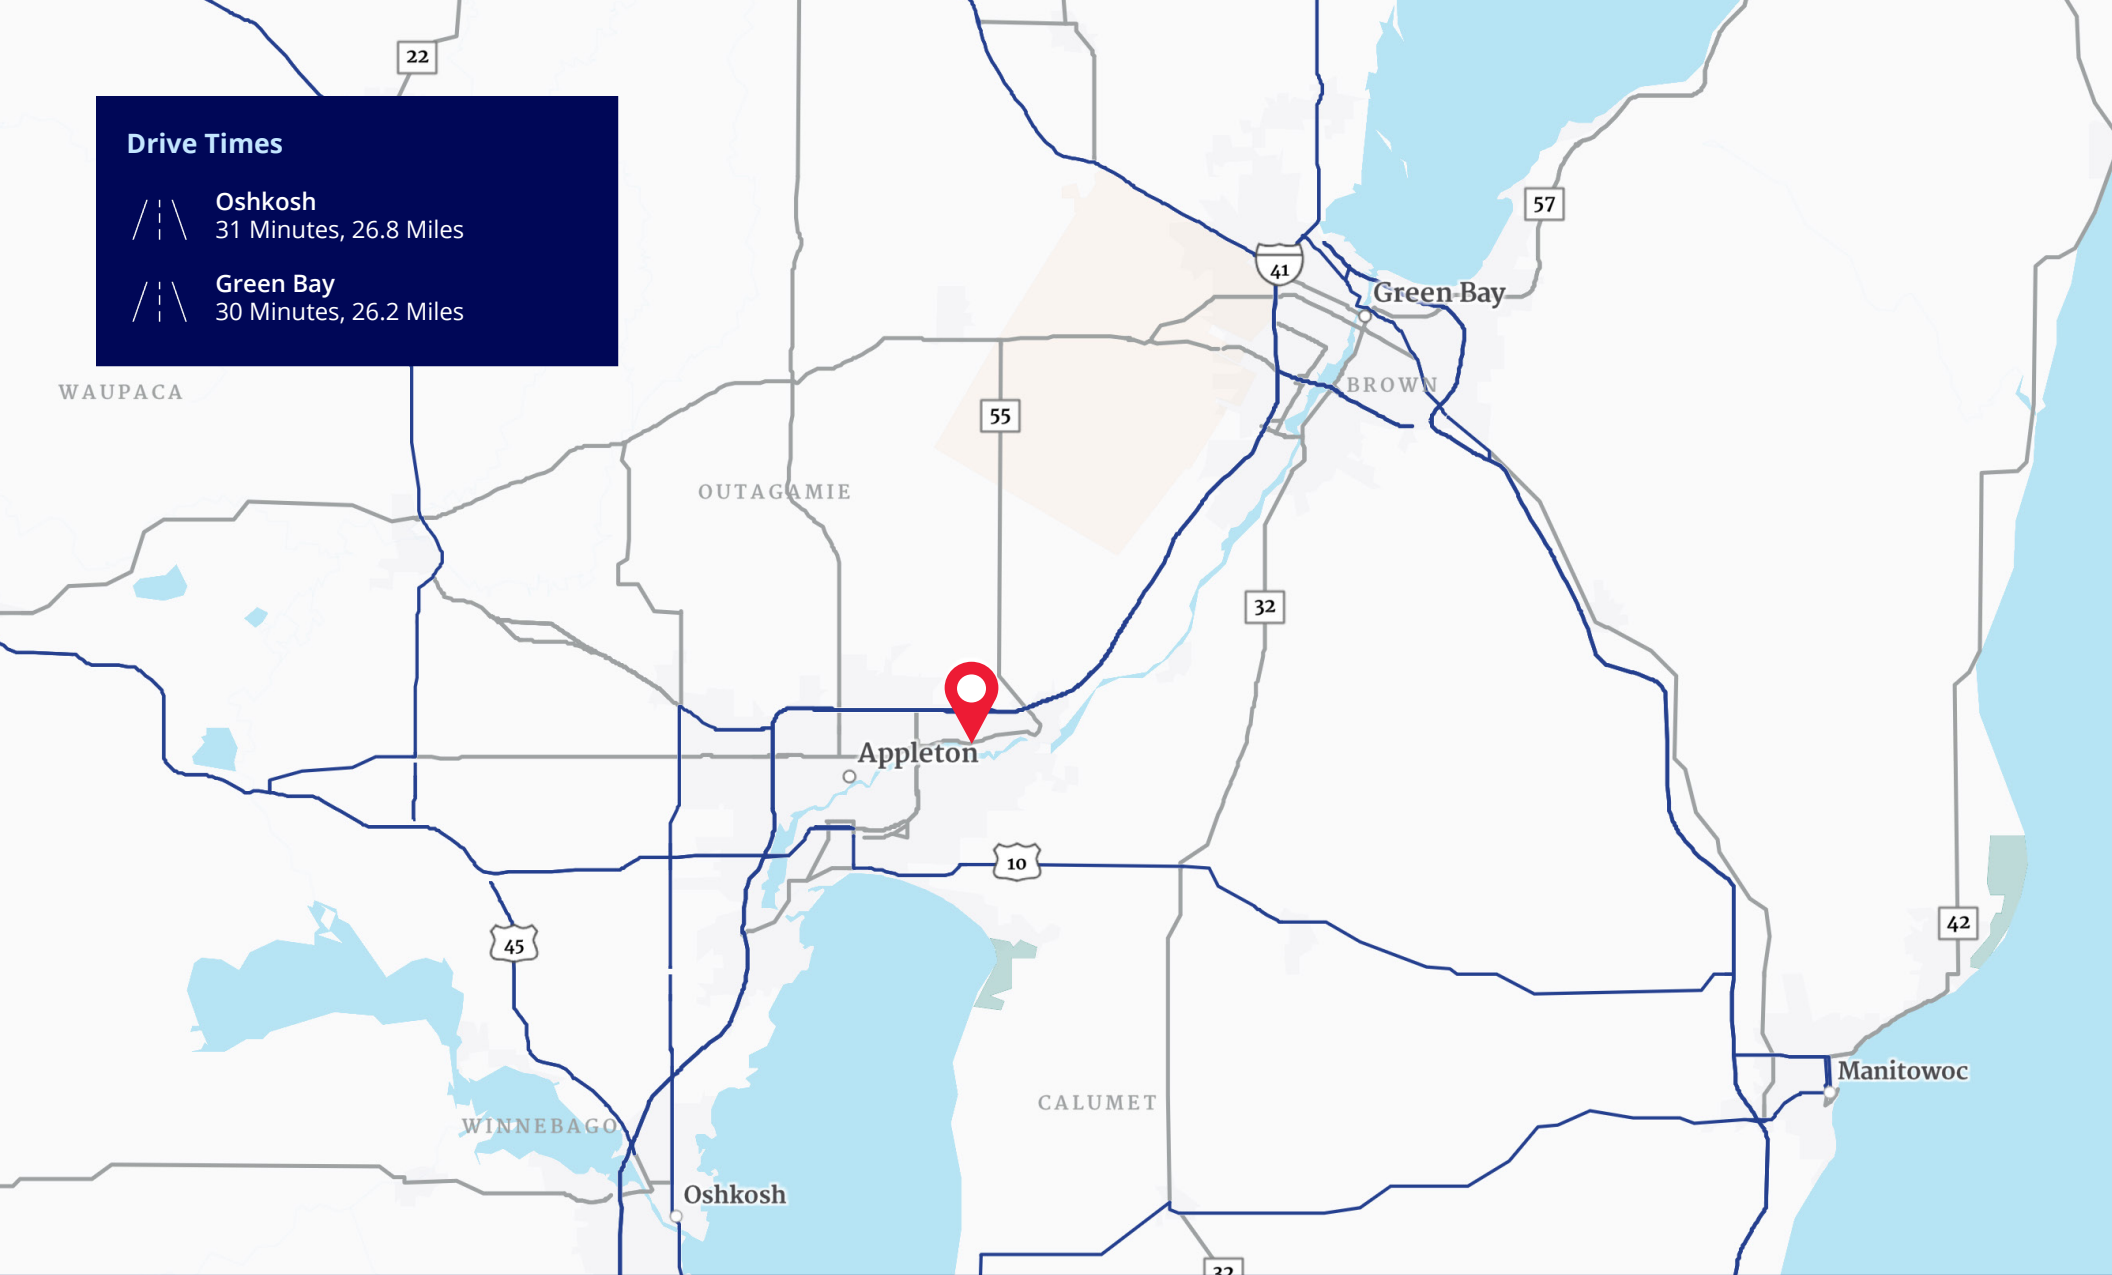 22
Drive Times
Oshkosh
31 Minutes, 26.8 Miles
Green Bay
30 Minutes, 26.2 Miles
57
41
Green Bay
WAUPACA
BROWN
55
OUTAGAMIE
32
Appleton
10
42
45
Manitowoc
CALUMET
WINNEBAGO
Oshkosh
32